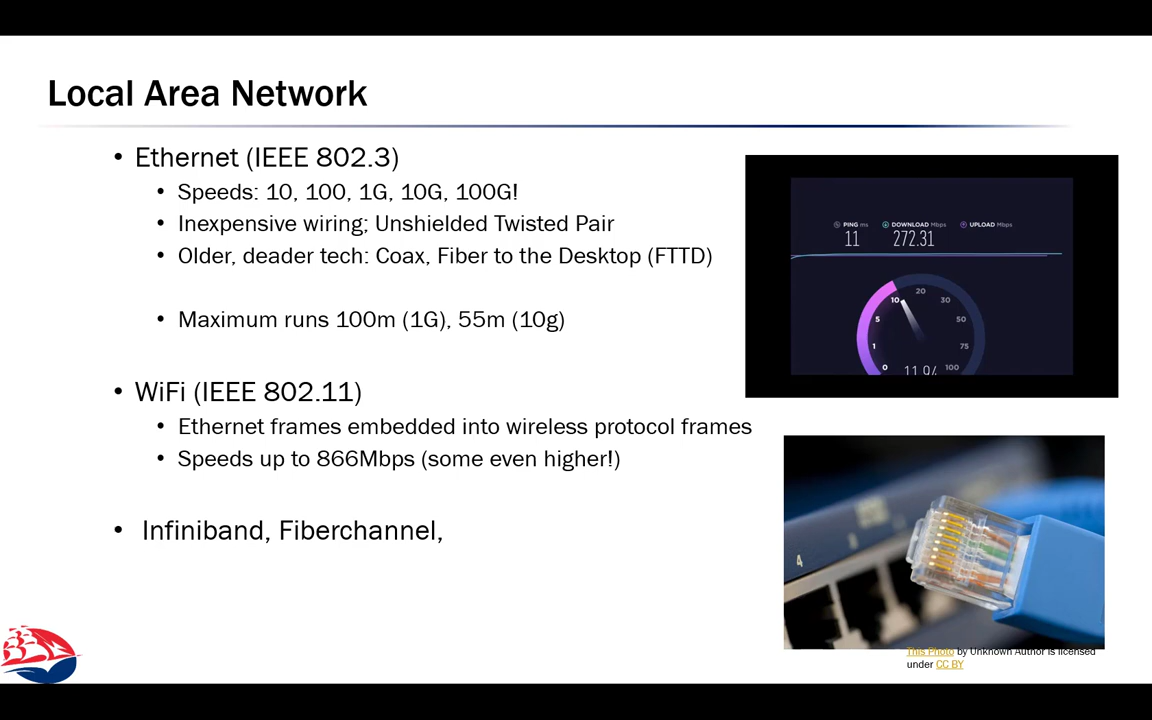 Local Area Network
• Ethernet (IEEE 802.3)
• Speeds: 10, 100, 1G, 10G, 100G!
• Inexpensive wiring; Unshielded Twisted Pair
• Older, deader tech: Coax, Fiber to the Desktop (FTTD)
• Maximum runs 100m (1G), 55m (10g)
• WiFi (IEEE 802.11)
• Ethernet frames embedded into wireless protocol frames
• Speeds up to 866Mbps (some even higher!)
• Infiniband, Fiberchannel,
PING ms DOWNLOAD Mbps UPLOAD Mbps
11 272.31
20
10 30
5 50
1 75
0 11.94 100
4
This Photo by Unknown Author is licensed
under CC BY